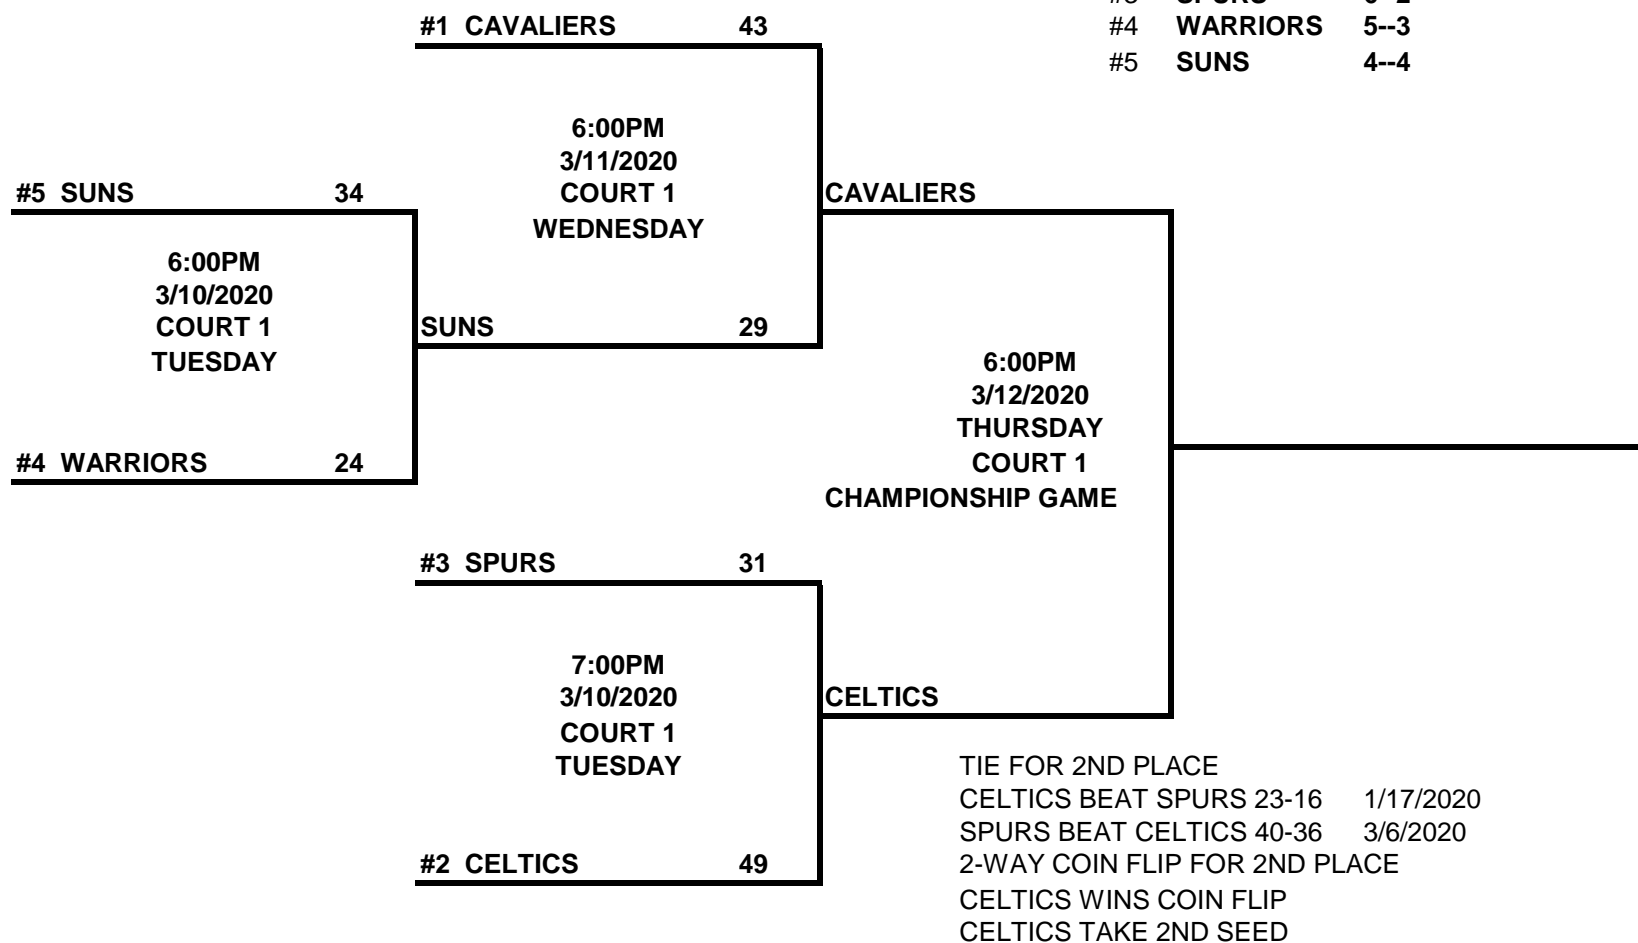 #3 SPURS 6--2
#1 CAVALIERS 43
#4 WARRIORS 5--3
#5 SUNS 4--4
6:00PM
3/11/2020
COURT 1
WEDNESDAY
#5 SUNS 34
CAVALIERS
6:00PM
3/10/2020
COURT 1
TUESDAY
SUNS 29
6:00PM
3/12/2020
THURSDAY
COURT 1
CHAMPIONSHIP GAME
#4 WARRIORS 24
#3 SPURS 31
7:00PM
3/10/2020
COURT 1
TUESDAY
CELTICS
#2 CELTICS 49
TIE FOR 2ND PLACE
CELTICS BEAT SPURS 23-16 1/17/2020
SPURS BEAT CELTICS 40-36 3/6/2020
2-WAY COIN FLIP FOR 2ND PLACE
CELTICS WINS COIN FLIP
CELTICS TAKE 2ND SEED